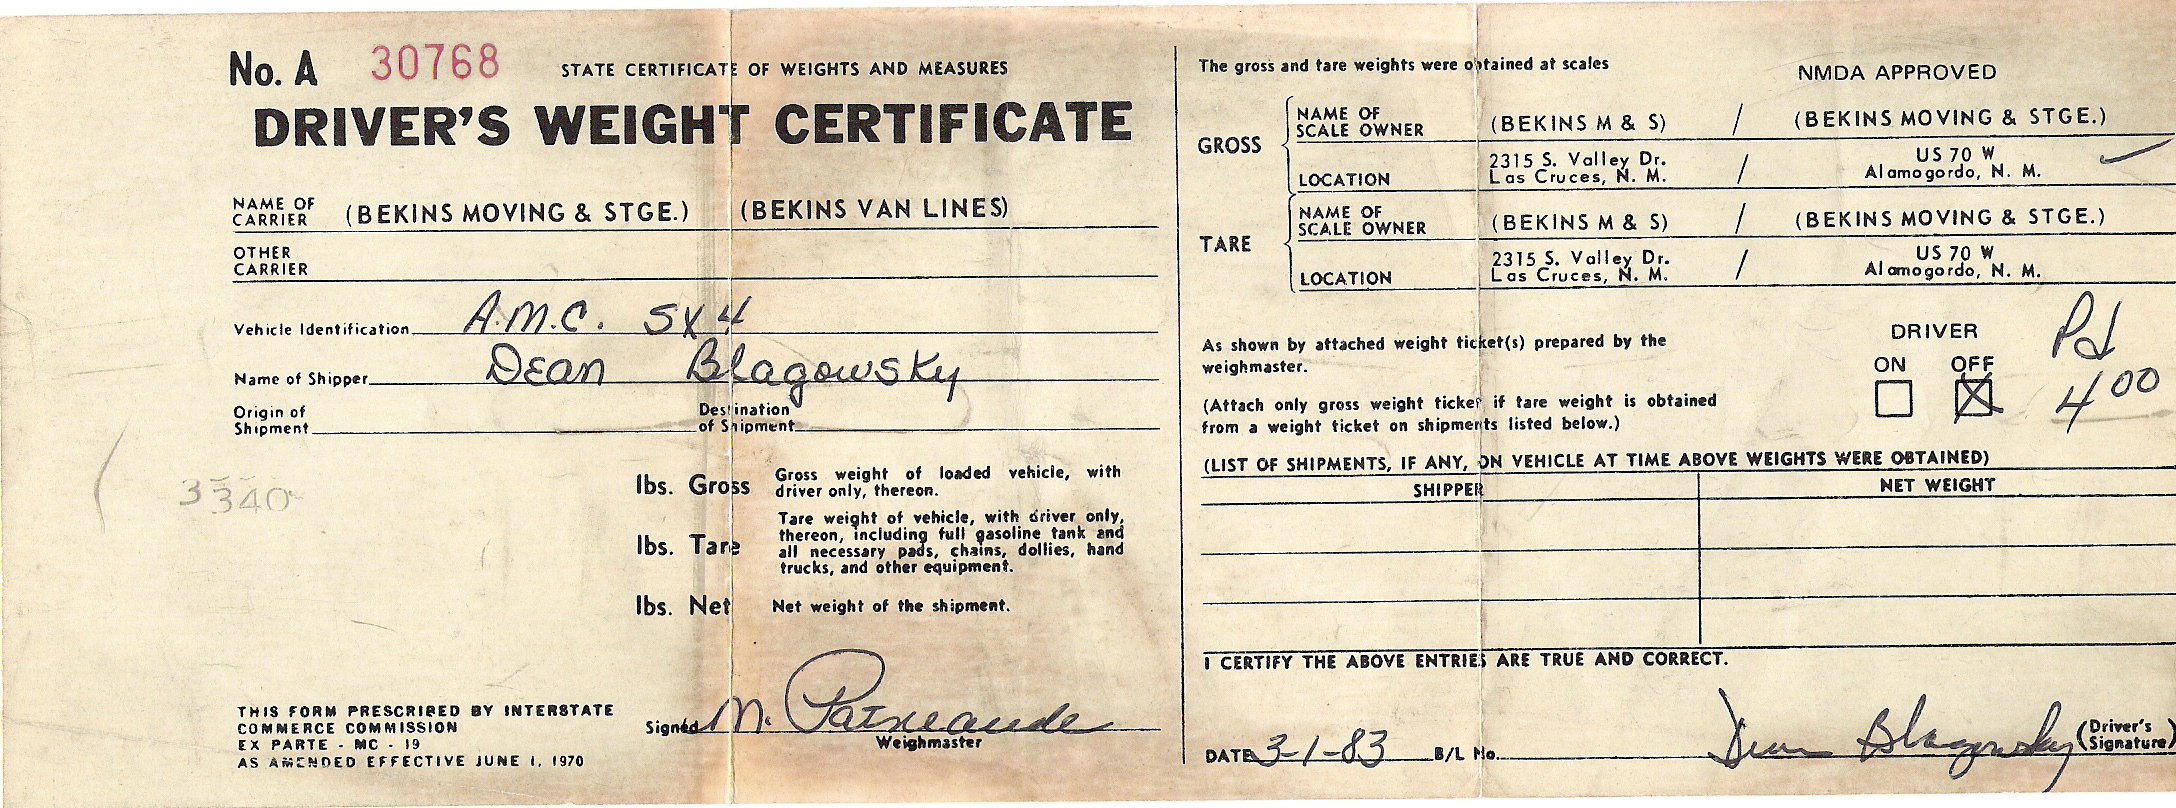 No. A 30768 STATE CERTIFICATE OF WEIGHTS AND MEASURES
DRIVER'S WEIGHT CERTIFICATE
NAME OF CARRIER (BEKINS MOVING & STGE.) (BEKINS VAN LINES)
OTHER CARRIER
Vehicle Identification A.M.C. SX4
Name of Shipper Dean Blagowsky
Origin of Shipment Destination of Shipment
3340
lbs. Gross Gross weight of loaded vehicle, with
driver only, thereon.
lbs. Tare Tare weight of vehicle, with driver only,
thereon, including full gasoline tank and
all necessary pads, chains, dollies, hand
trucks, and other equipment.
lbs. Net Net weight of the shipment.
THIS FORM PRESCRIBED BY INTERSTATE
COMMERCE COMMISSION
EX PARTE - MC - 19
AS AMENDED EFFECTIVE JUNE 1, 1970
Signed M.
Weighmaster
The gross and tare weights were obtained at scales
NMDA APPROVED
GROSS
NAME OF SCALE OWNER (BEKINS M & S) / (BEKINS MOVING & STGE.)
LOCATION 2315 S. Valley Dr. Las Cruces, N. M. / US 70 W Alamogordo, N. M. ✓
TARE
NAME OF SCALE OWNER (BEKINS M & S) / (BEKINS MOVING & STGE.)
LOCATION 2315 S. Valley Dr. Las Cruces, N. M. / US 70 W Alamogordo, N. M.
As shown by attached weight ticket(s) prepared by the
weighmaster.
(Attach only gross weight ticket if tare weight is obtained
from a weight ticket on shipments listed below.)
DRIVER
ON OFF
X
Pd
4 00
(LIST OF SHIPMENTS, IF ANY, ON VEHICLE AT TIME ABOVE WEIGHTS WERE OBTAINED)
SHIPPER NET WEIGHT
I CERTIFY THE ABOVE ENTRIES ARE TRUE AND CORRECT.
DATE 3-1-83 B/L No. Dean Blagowsky (Driver's Signature)